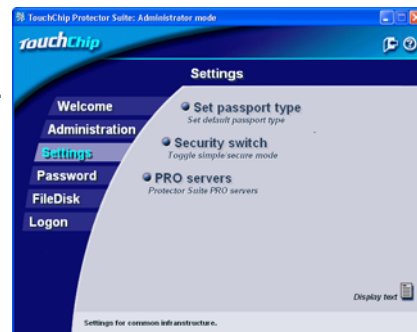 TouchChip Protector Suite: Administrator mode
TouchChip
Settings
Welcome
Administration
Settings
Password
FileDisk
Logon
Set passport type
Set default passport type
Security switch
Toggle simple secure mode
PRO servers
Protector Suite PRO servers
Display text
Settings for common infranstructure.